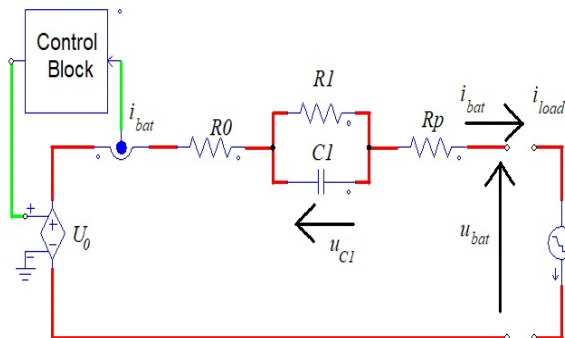 Control
Block
i_bat
R0
R1
C1
Rp
i_bat
i_load
u_C1
u_bat
U_0
+
+